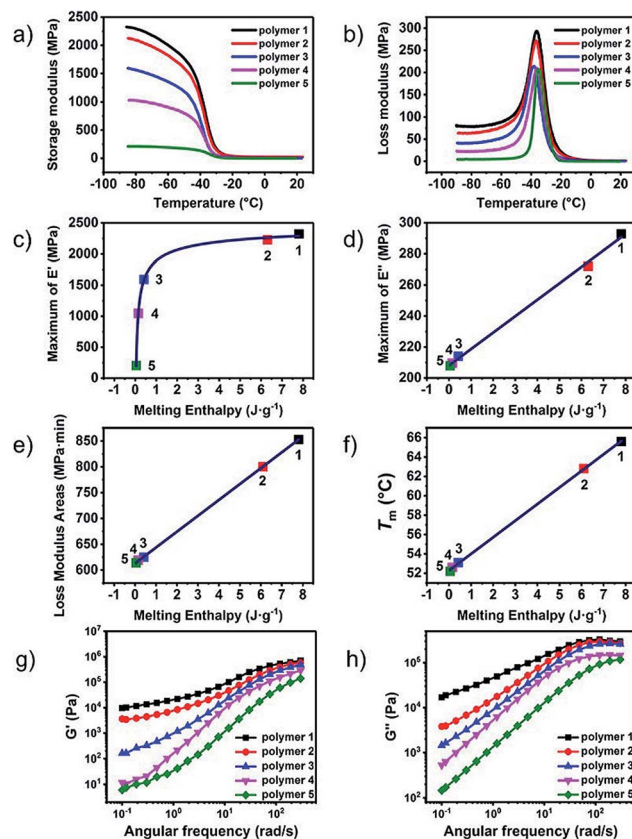 a)
Storage modulus (MPa)
2500
2000
1500
1000
500
0
-100 -80 -60 -40 -20 0 20
Temperature (°C)
polymer 1
polymer 2
polymer 3
polymer 4
polymer 5
b)
Loss modulus (MPa)
300
250
200
150
100
50
0
-100 -80 -60 -40 -20 0 20
Temperature (°C)
polymer 1
polymer 2
polymer 3
polymer 4
polymer 5
c)
Maximum of E' (MPa)
2500
2000
1500
1000
500
0
-1 0 1 2 3 4 5 6 7 8
Melting Enthalpy (J·g⁻¹)
1
2
3
4
5
d)
Maximum of E'' (MPa)
300
280
260
240
220
200
-1 0 1 2 3 4 5 6 7 8
Melting Enthalpy (J·g⁻¹)
1
2
3
4
5
e)
Loss Modulus Areas (MPa·min)
850
800
750
700
650
600
-1 0 1 2 3 4 5 6 7 8
Melting Enthalpy (J·g⁻¹)
1
2
3
4
5
f)
Tm (°C)
66
64
62
60
58
56
54
52
-1 0 1 2 3 4 5 6 7 8
Melting Enthalpy (J·g⁻¹)
1
2
3
4
5
g)
G' (Pa)
10⁷
10⁶
10⁵
10⁴
10³
10²
10¹
10⁻¹ 10⁰ 10¹ 10²
Angular frequency (rad/s)
polymer 1
polymer 2
polymer 3
polymer 4
polymer 5
h)
G'' (Pa)
10⁵
10⁴
10³
10²
10⁻¹ 10⁰ 10¹ 10²
Angular frequency (rad/s)
polymer 1
polymer 2
polymer 3
polymer 4
polymer 5